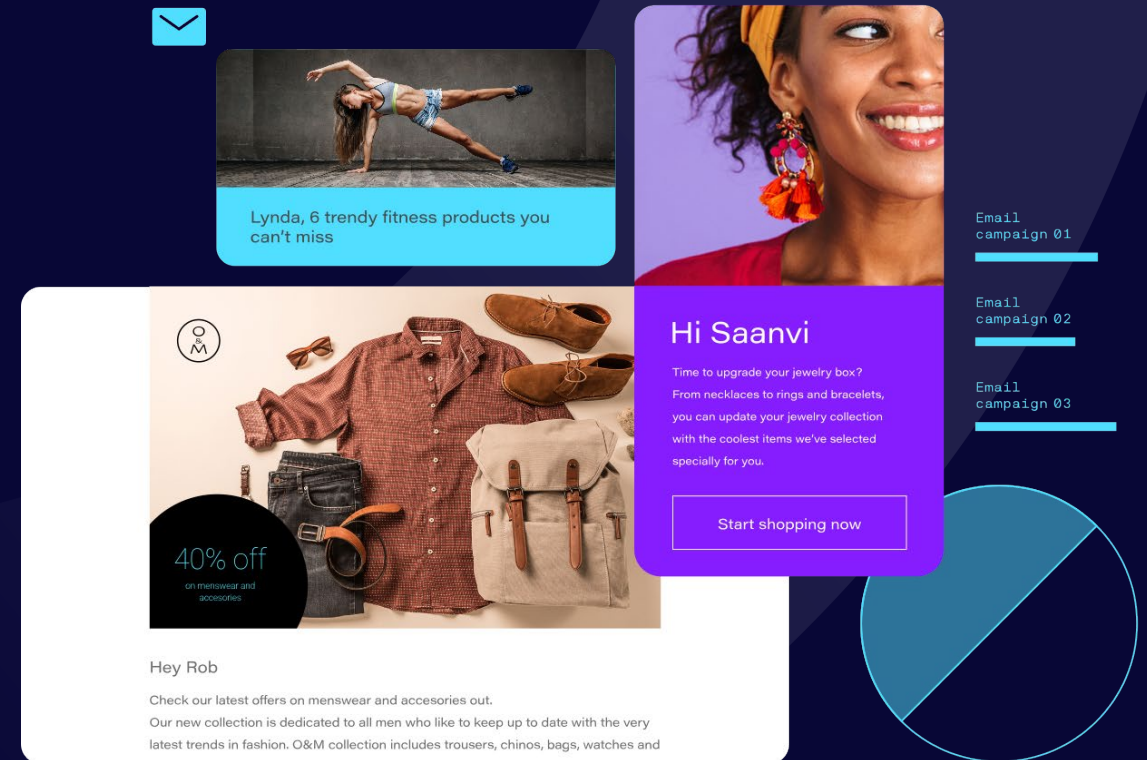 Lynda, 6 trendy fitness products you
can't miss
O
&
M
40% off
on menswear and
accesories
Hey Rob
Check our latest offers on menswear and accesories out.
Our new collection is dedicated to all men who like to keep up to date with the very
latest trends in fashion. O&M collection includes trousers, chinos, bags, watches and
Hi Saanvi
Time to upgrade your jewelry box?
From necklaces to rings and bracelets,
you can update your jewelry collection
with the coolest items we've selected
specially for you.
Start shopping now
Email
campaign 01
Email
campaign 02
Email
campaign 03